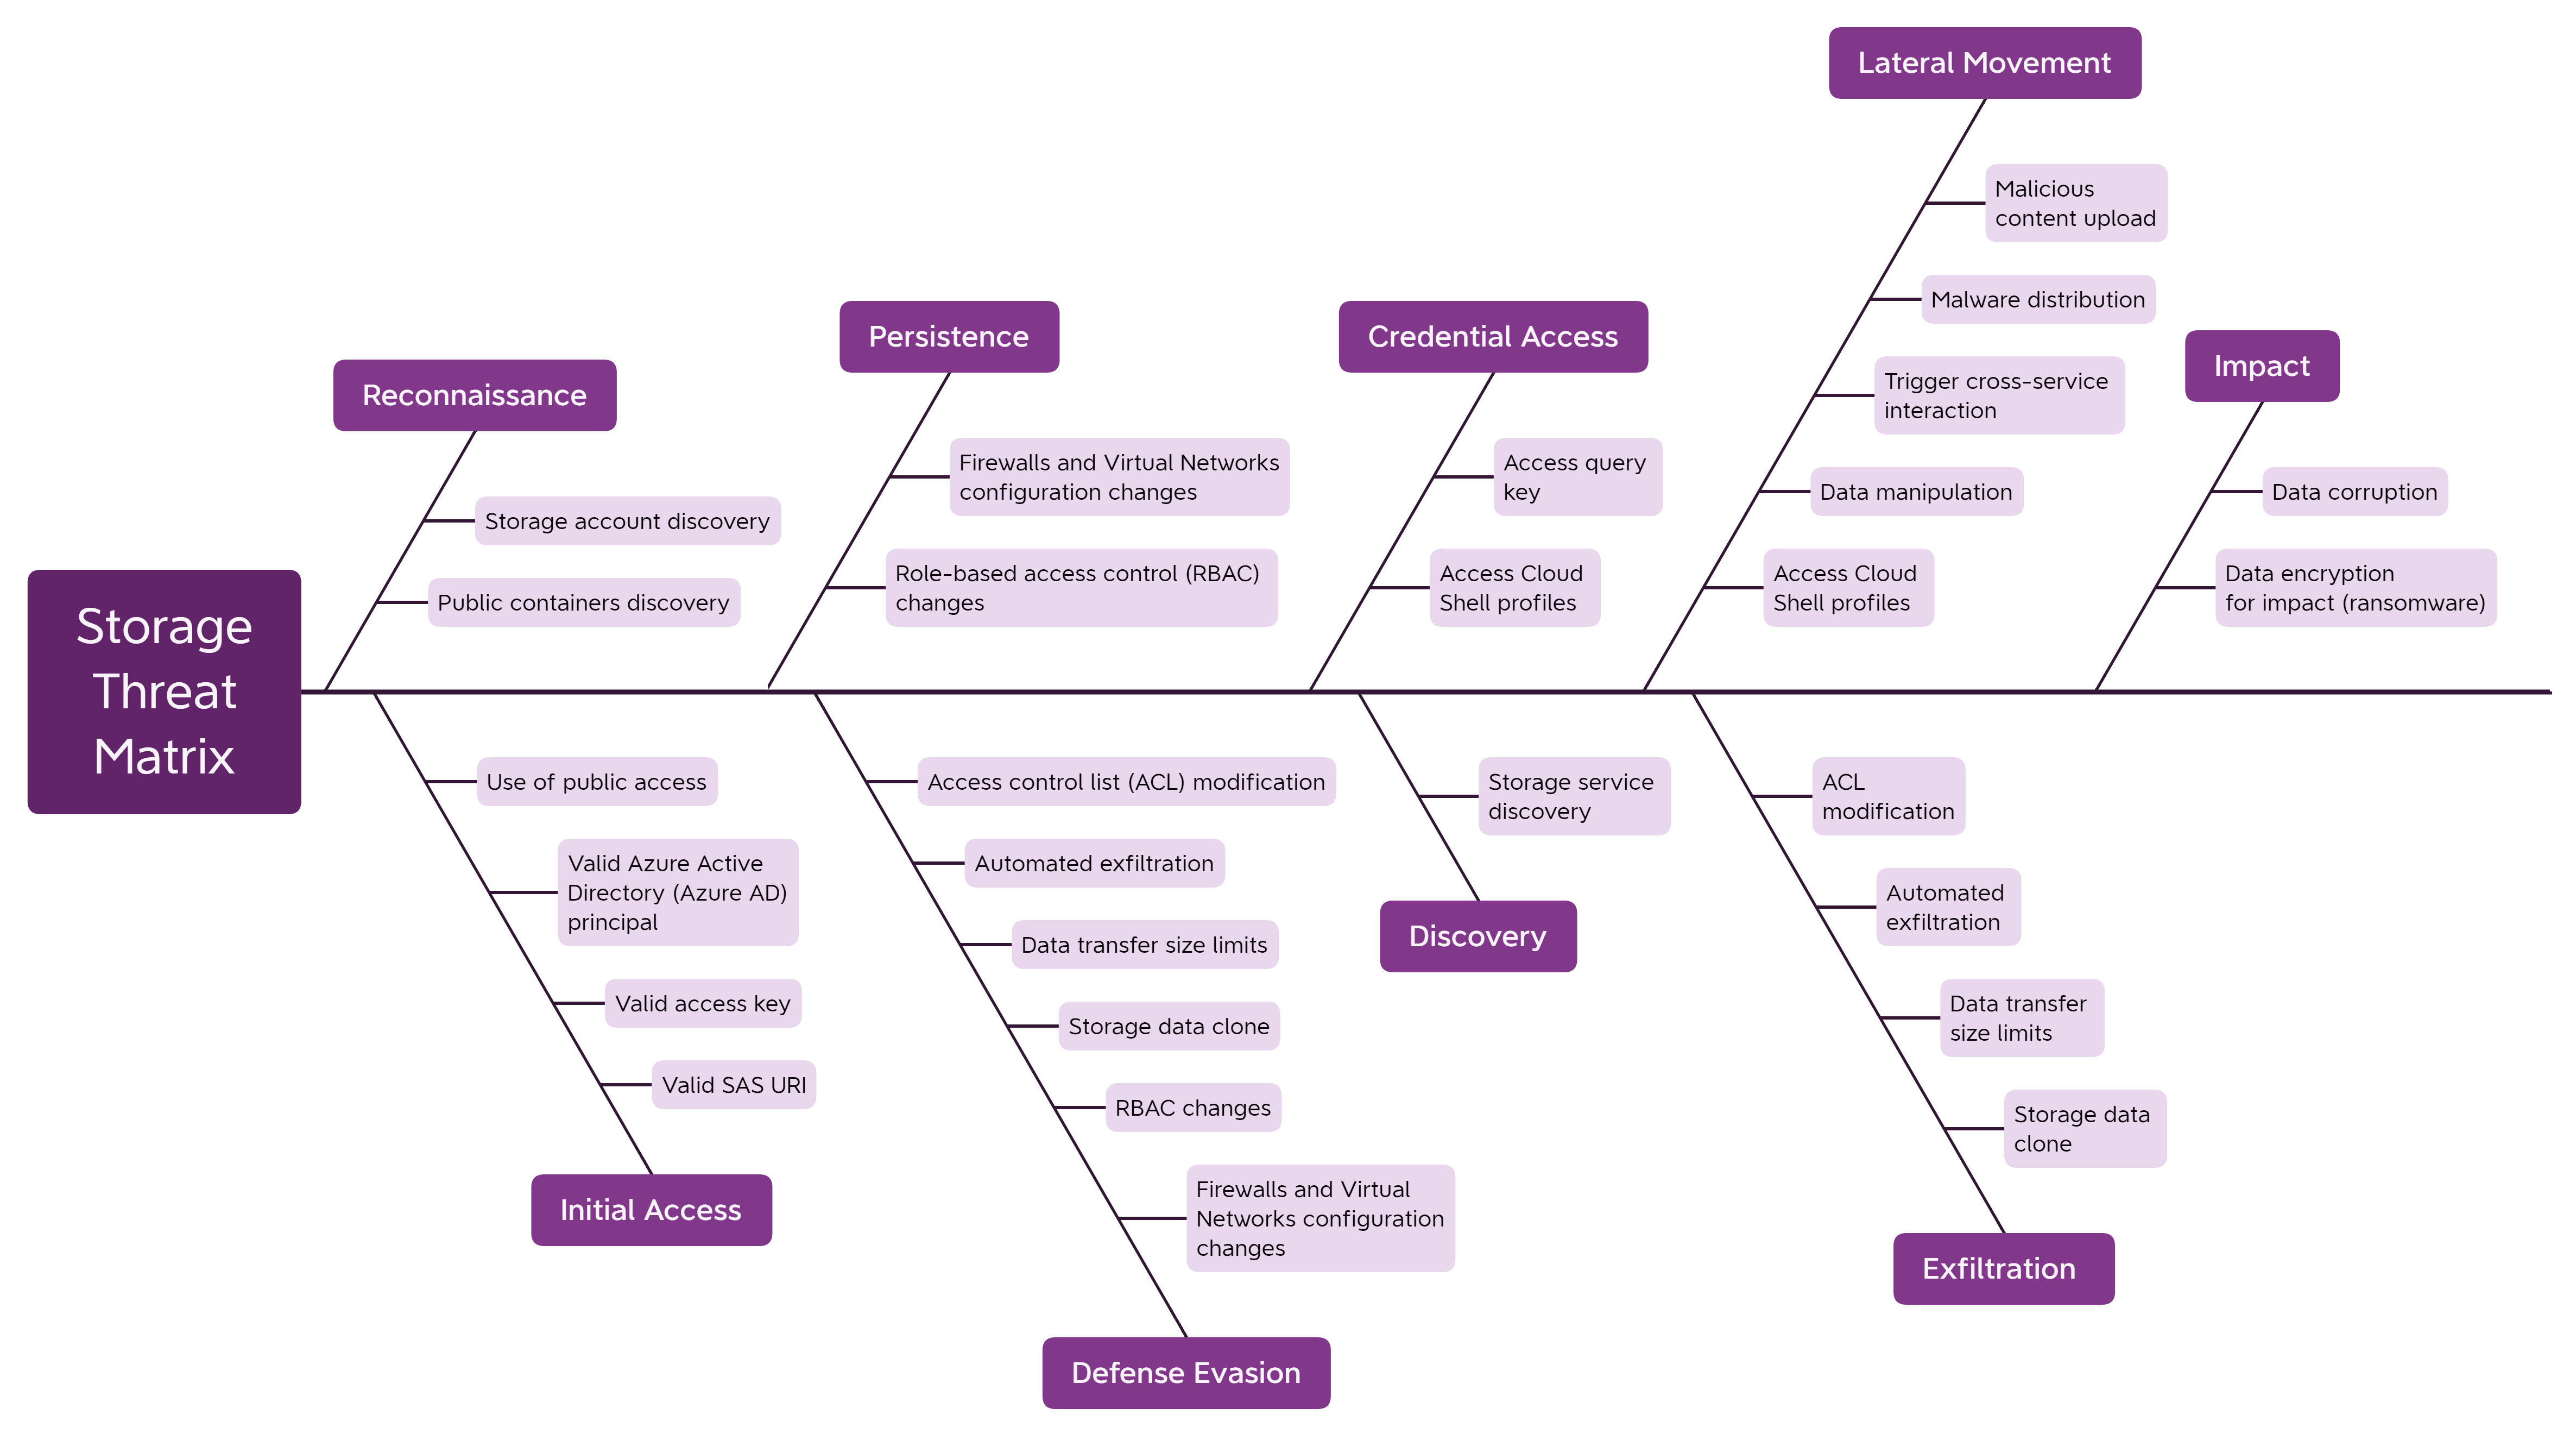 Storage
Threat
Matrix
Reconnaissance
Storage account discovery
Public containers discovery
Persistence
Firewalls and Virtual Networks
configuration changes
Role-based access control (RBAC)
changes
Credential Access
Access query
key
Access Cloud
Shell profiles
Lateral Movement
Malicious
content upload
Malware distribution
Trigger cross-service
interaction
Data manipulation
Access Cloud
Shell profiles
Impact
Data corruption
Data encryption
for impact (ransomware)
Use of public access
Valid Azure Active
Directory (Azure AD)
principal
Valid access key
Valid SAS URI
Initial Access
Access control list (ACL) modification
Automated exfiltration
Data transfer size limits
Storage data clone
RBAC changes
Firewalls and Virtual
Networks configuration
changes
Defense Evasion
Storage service
discovery
Discovery
ACL
modification
Automated
exfiltration
Data transfer
size limits
Storage data
clone
Exfiltration